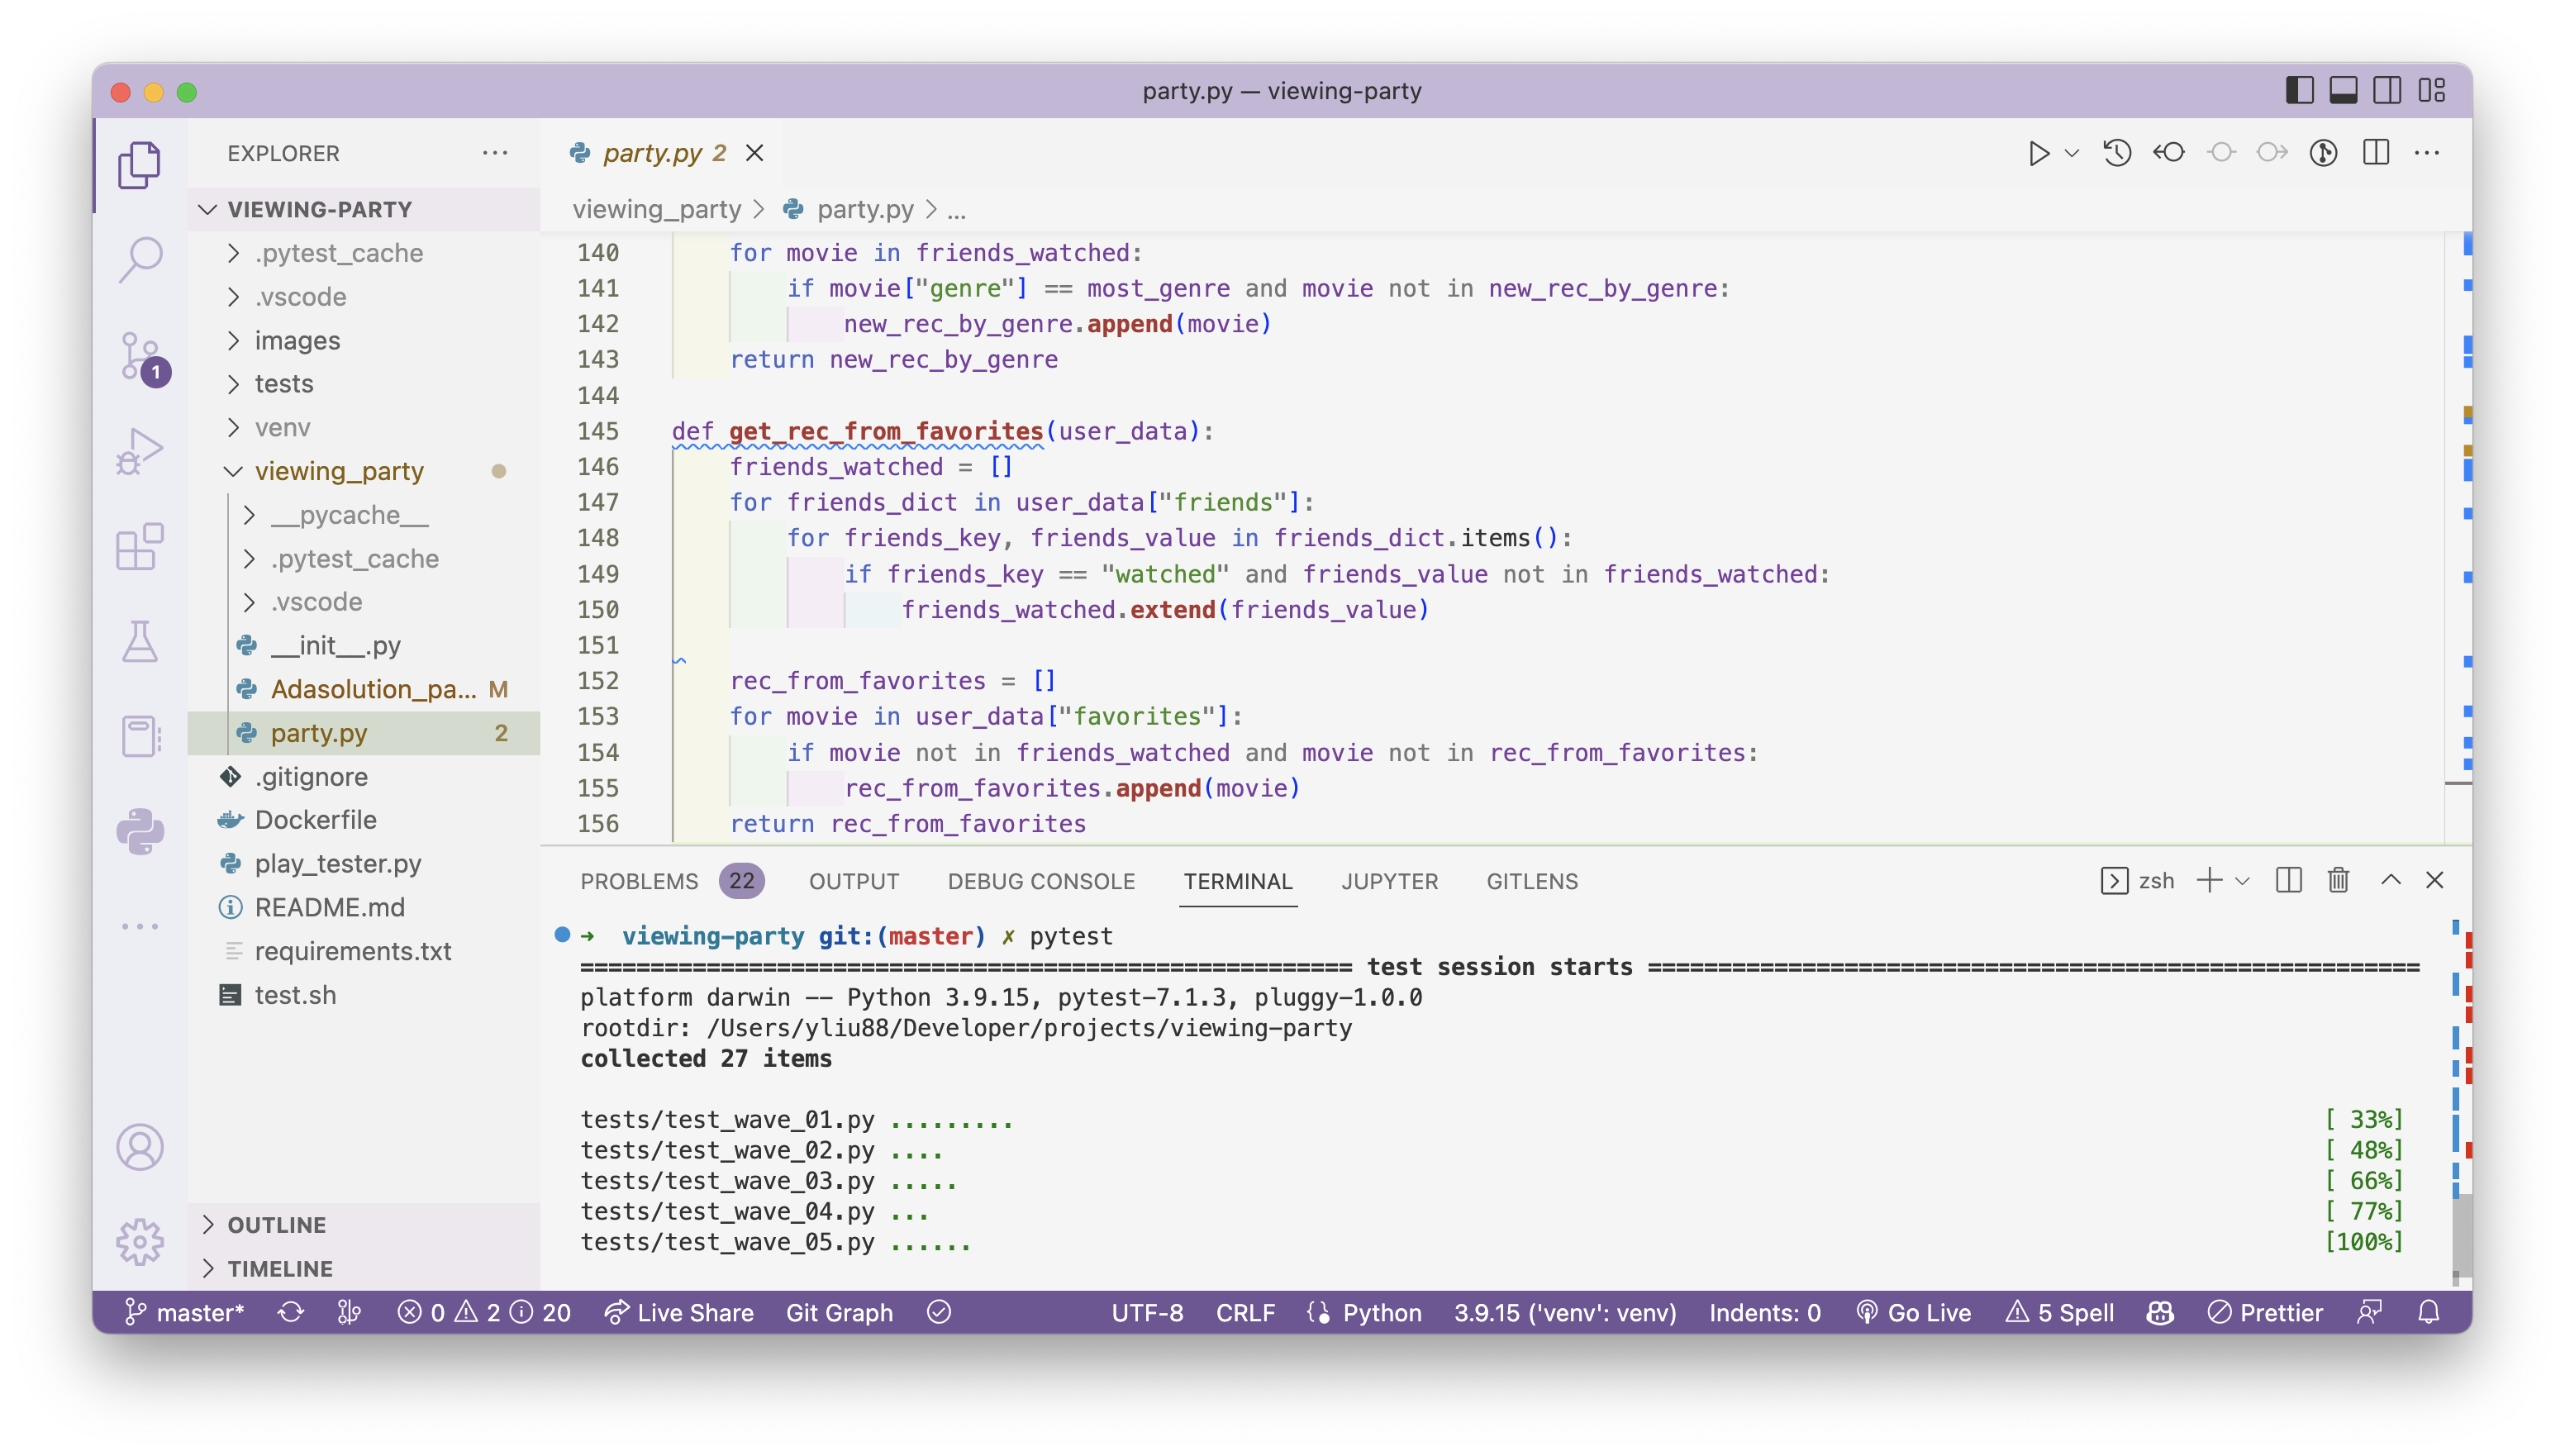 party.py — viewing-party
EXPLORER
VIEWING-PARTY
.pytest_cache
.vscode
images
tests
venv
viewing_party
__pycache__
.pytest_cache
.vscode
__init__.py
Adasolution_pa... M
party.py 2
.gitignore
Dockerfile
play_tester.py
README.md
requirements.txt
test.sh
OUTLINE
TIMELINE
1
party.py 2
viewing_party > party.py > ...
140 for movie in friends_watched:
141 if movie["genre"] == most_genre and movie not in new_rec_by_genre:
142 new_rec_by_genre.append(movie)
143 return new_rec_by_genre
144
145 def get_rec_from_favorites(user_data):
146 friends_watched = []
147 for friends_dict in user_data["friends"]:
148 for friends_key, friends_value in friends_dict.items():
149 if friends_key == "watched" and friends_value not in friends_watched:
150 friends_watched.extend(friends_value)
151
152 rec_from_favorites = []
153 for movie in user_data["favorites"]:
154 if movie not in friends_watched and movie not in rec_from_favorites:
155 rec_from_favorites.append(movie)
156 return rec_from_favorites
PROBLEMS 22 OUTPUT DEBUG CONSOLE TERMINAL JUPYTER GITLENS zsh
➜ viewing-party git:(master) ✗ pytest
======================================================= test session starts =======================================================
platform darwin -- Python 3.9.15, pytest-7.1.3, pluggy-1.0.0
rootdir: /Users/yliu88/Developer/projects/viewing-party
collected 27 items
tests/test_wave_01.py ......... [ 33%]
tests/test_wave_02.py .... [ 48%]
tests/test_wave_03.py ..... [ 66%]
tests/test_wave_04.py ... [ 77%]
tests/test_wave_05.py ...... [100%]
master* 0 2 20 Live Share Git Graph UTF-8 CRLF Python 3.9.15 ('venv': venv) Indents: 0 Go Live 5 Spell Prettier